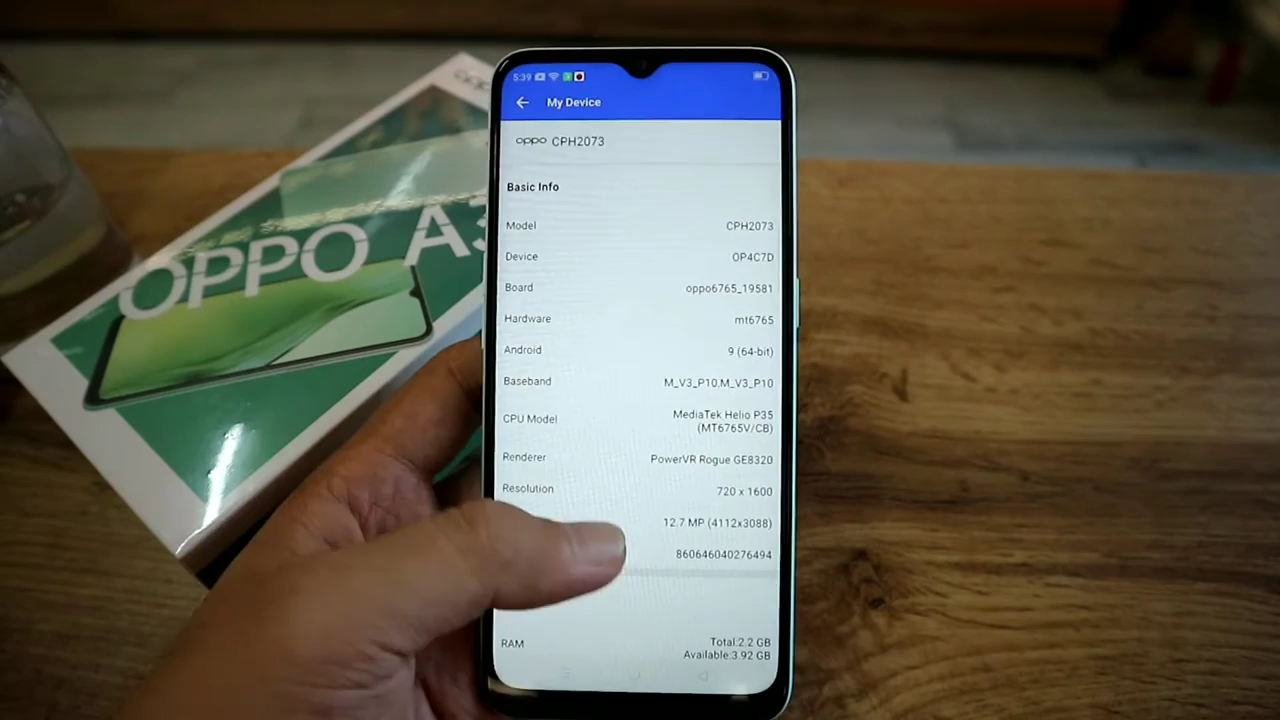 5:39
My Device
oppo CPH2073
Basic Info
Model CPH2073
Device OP4C7D
Board oppo6765_19581
Hardware mt6765
Android 9 (64-bit)
Baseband M_V3_P10,M_V3_P10
CPU Model MediaTek Helio P35
(MT6765V/CB)
Renderer PowerVR Rogue GE8320
Resolution 720 x 1600
12.7 MP (4112x3088)
860646040276494
RAM Total:2.2 GB
Available:3.92 GB
OPPO A3